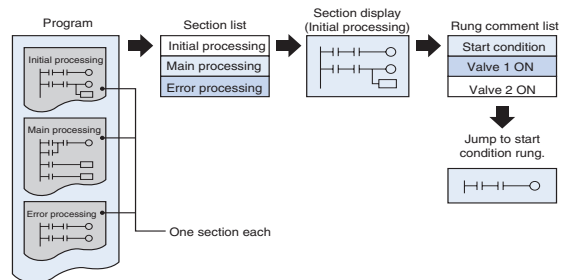 Program
Initial processing
Main processing
Error processing
One section each
Section list
Initial processing
Main processing
Error processing
Section display
(Initial processing)
Rung comment list
Start condition
Valve 1 ON
Valve 2 ON
Jump to start
condition rung.